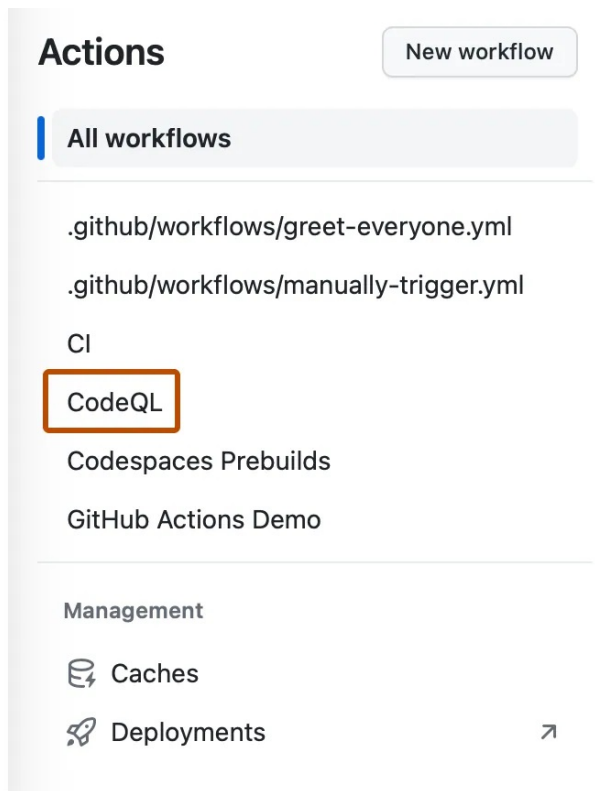 Actions
New workflow
All workflows
.github/workflows/greet-everyone.yml
.github/workflows/manually-trigger.yml
CI
CodeQL
Codespaces Prebuilds
GitHub Actions Demo
Management
Caches
Deployments